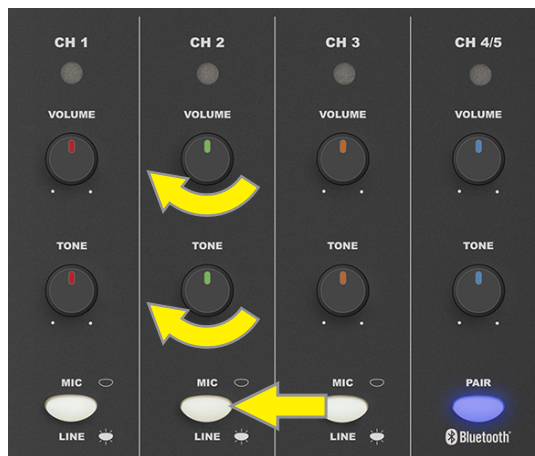 CH 1 CH 2 CH 3 CH 4/5
VOLUME VOLUME VOLUME VOLUME
TONE TONE TONE TONE
MIC MIC MIC PAIR
LINE LINE LINE Bluetooth